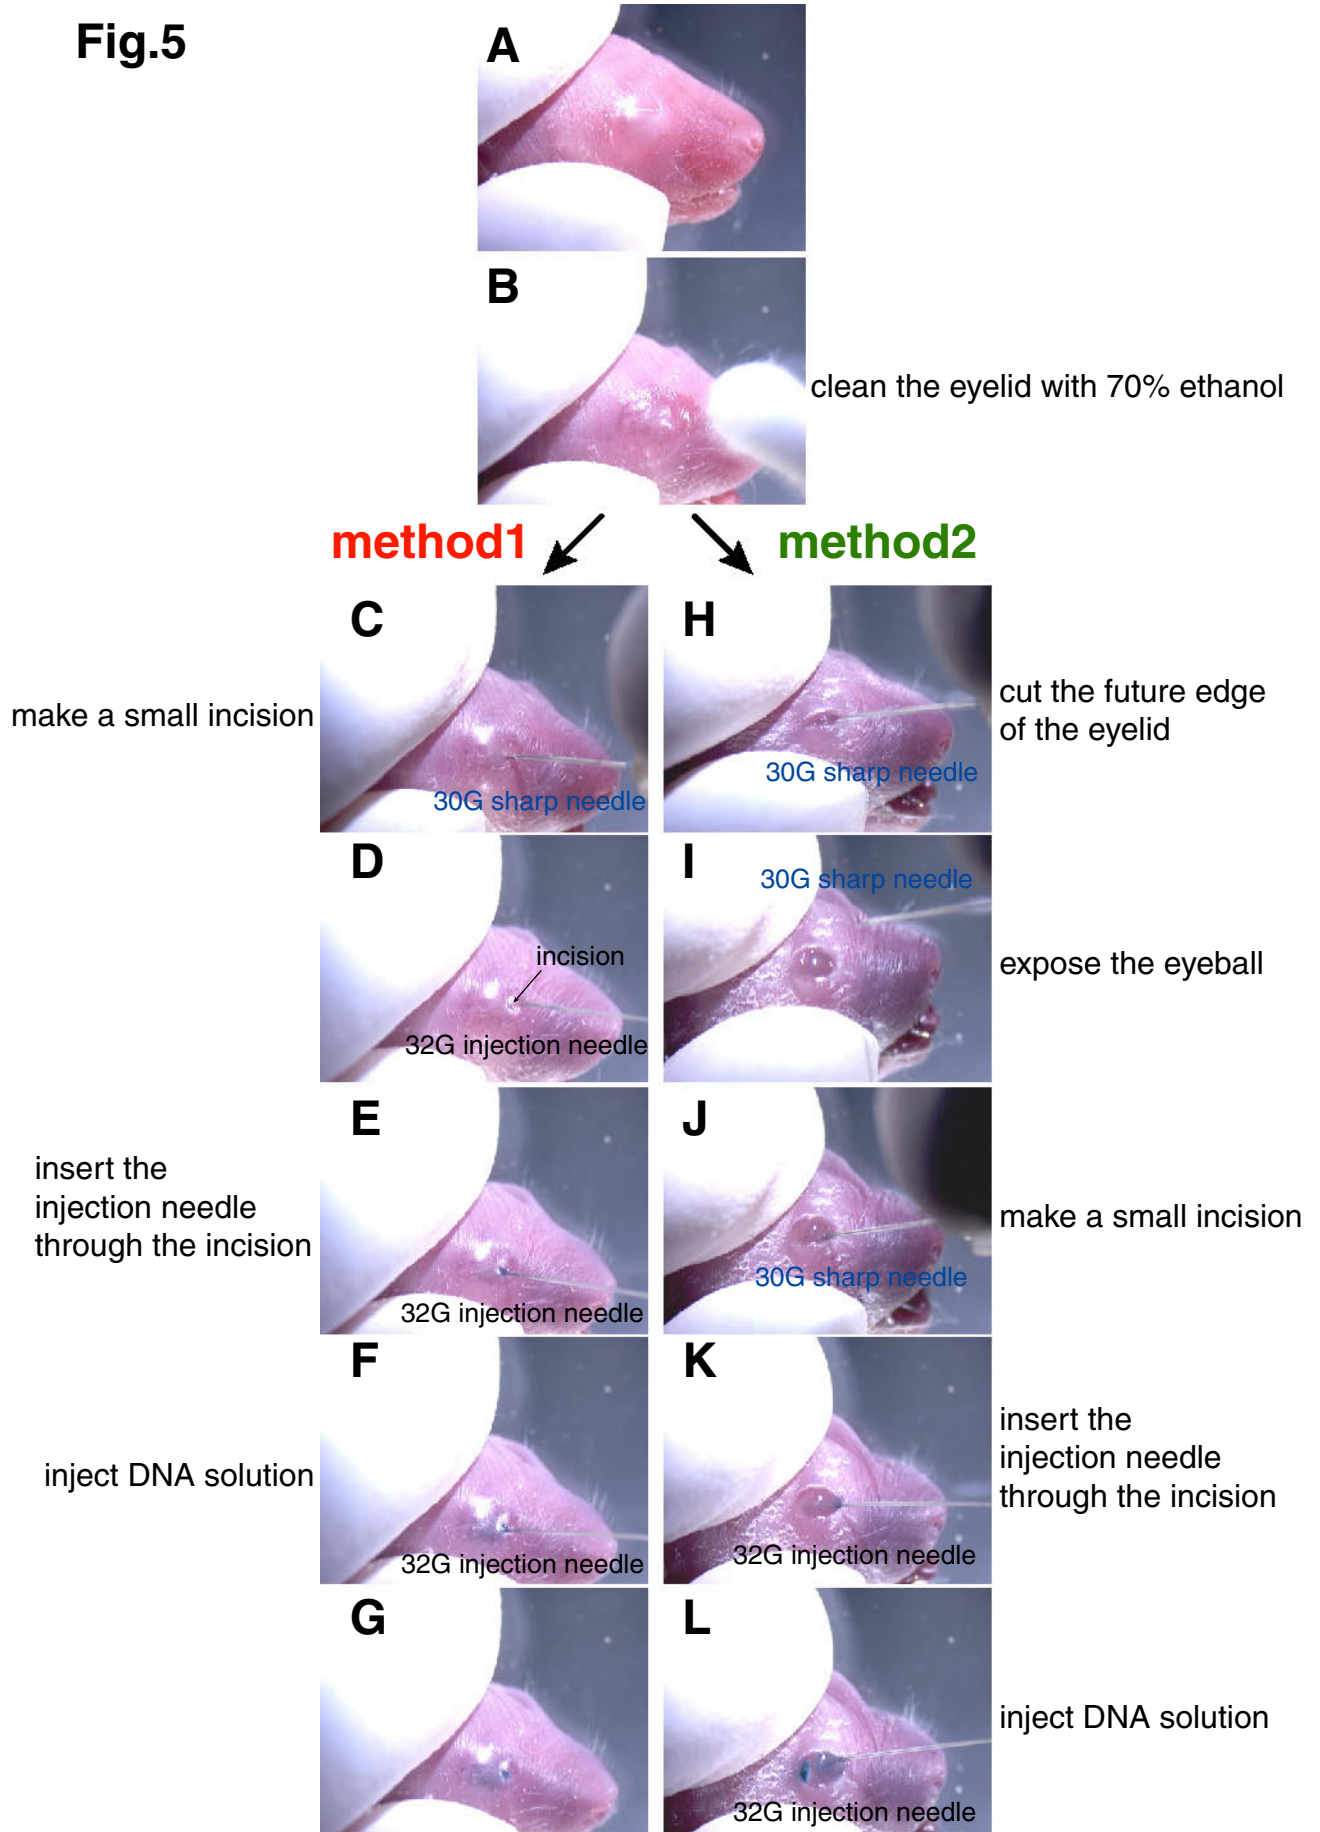 Fig.5
A
B
clean the eyelid with 70% ethanol
method1
method2
C
make a small incision
30G sharp needle
D
incision
32G injection needle
E
insert the
injection needle
through the incision
32G injection needle
F
inject DNA solution
32G injection needle
G
H
cut the future edge
of the eyelid
30G sharp needle
I
30G sharp needle
expose the eyeball
J
make a small incision
30G sharp needle
K
insert the
injection needle
through the incision
32G injection needle
L
inject DNA solution
32G injection needle